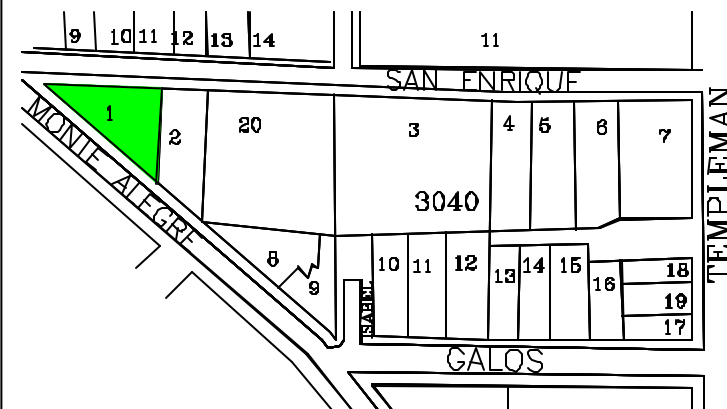 9 10 11 12 13 14 11
SAN ENRIQUE
1 2 20 3 4 5 6 7
MONTE ALEGRE
3040
TEMPLEMAN
8 9 10 11 12 13 14 15 16 18
19
17
ISABEL
GALOS